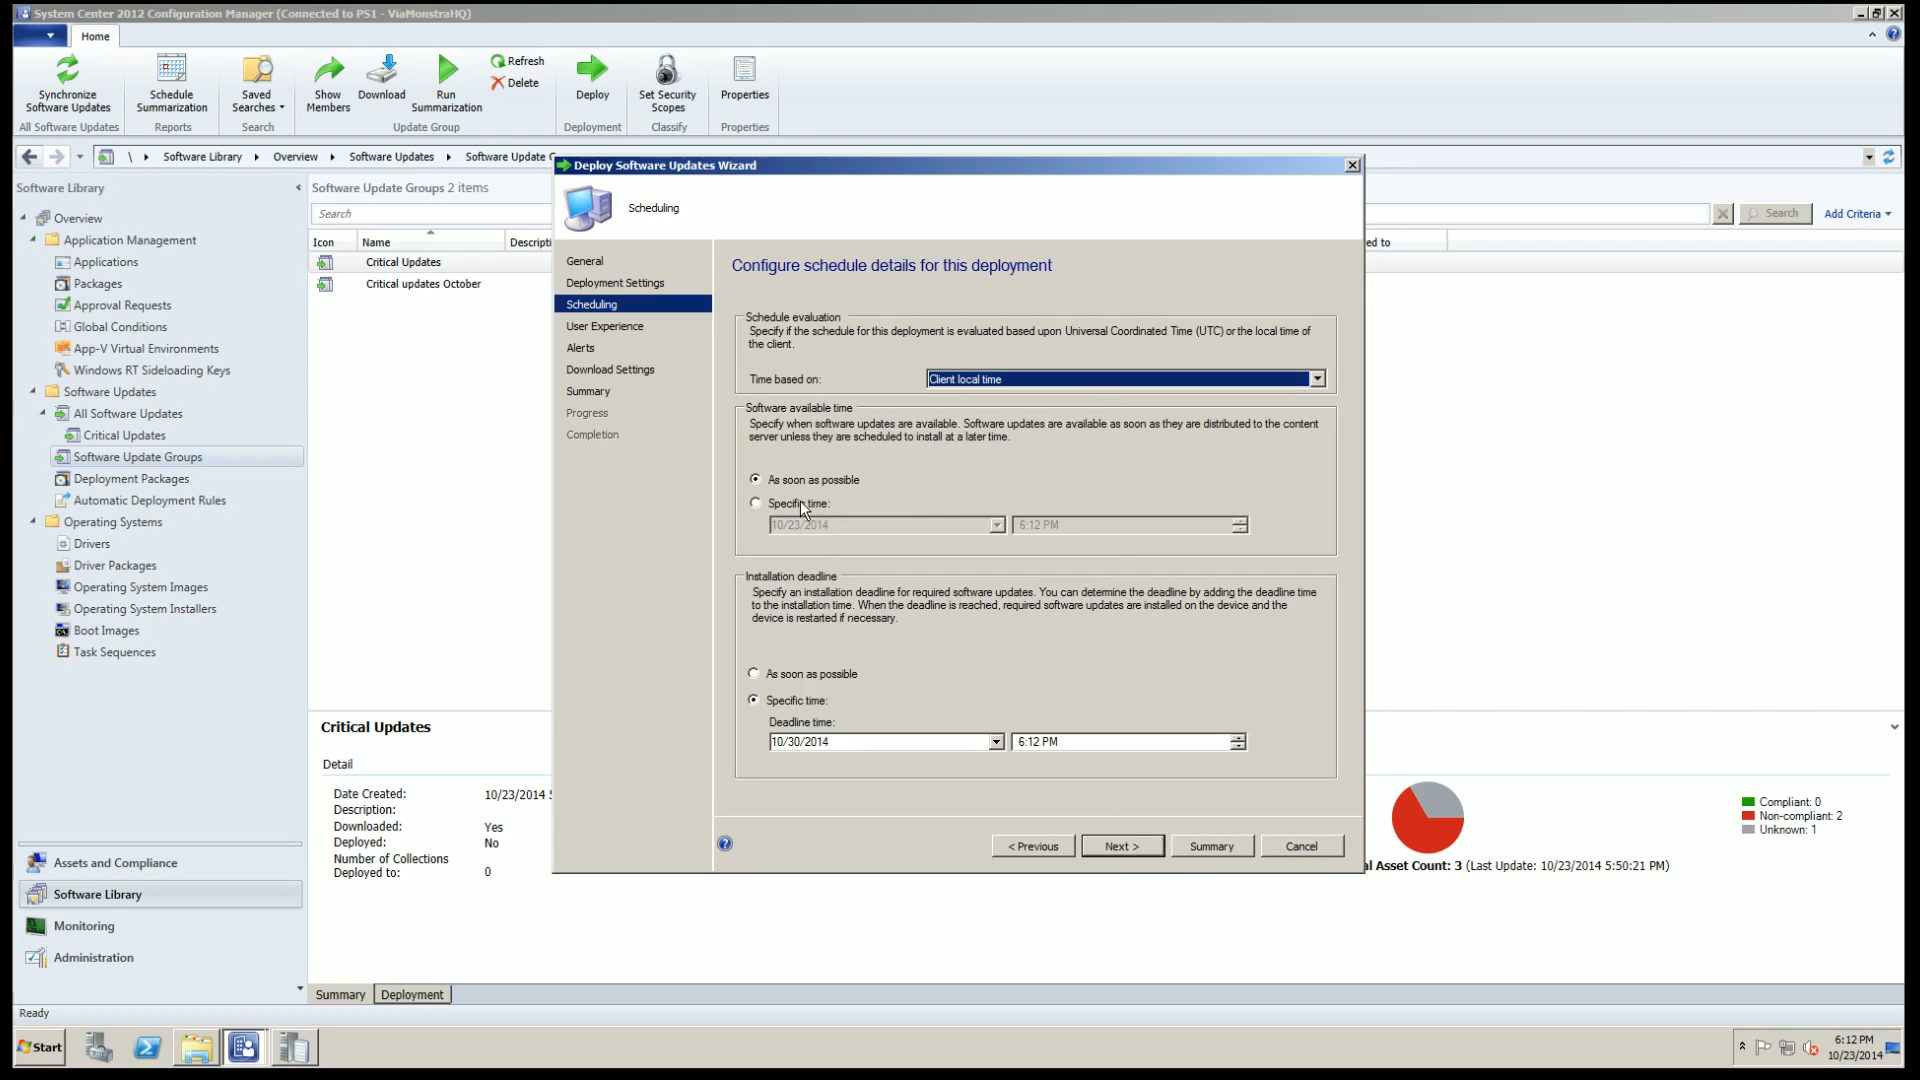 System Center 2012 Configuration Manager (Connected to PS1 - ViaMonstraHQ)
Home
Synchronize
Software Updates
Schedule
Summarization
Saved
Searches
Show
Members
Download
Run
Summarization
Refresh
Delete
Deploy
Set Security
Scopes
Properties
All Software Updates
Reports
Search
Update Group
Deployment
Classify
Properties
\ Software Library Overview Software Updates Software Update G
Software Library
Overview
Application Management
Applications
Packages
Approval Requests
Global Conditions
App-V Virtual Environments
Windows RT Sideloading Keys
Software Updates
All Software Updates
Critical Updates
Software Update Groups
Deployment Packages
Automatic Deployment Rules
Operating Systems
Drivers
Driver Packages
Operating System Images
Operating System Installers
Boot Images
Task Sequences
Assets and Compliance
Software Library
Monitoring
Administration
Software Update Groups 2 items
Search
Search
Add Criteria
Icon Name Descripti
ed to
Critical Updates
Critical updates October
Deploy Software Updates Wizard
Scheduling
General
Deployment Settings
Scheduling
User Experience
Alerts
Download Settings
Summary
Progress
Completion
Configure schedule details for this deployment
Schedule evaluation
Specify if the schedule for this deployment is evaluated based upon Universal Coordinated Time (UTC) or the local time of
the client.
Time based on: Client local time
Software available time
Specify when software updates are available. Software updates are available as soon as they are distributed to the content
server unless they are scheduled to install at a later time.
As soon as possible
Specific time:
10/23/2014 6:12 PM
Installation deadline
Specify an installation deadline for required software updates. You can determine the deadline by adding the deadline time
to the installation time. When the deadline is reached, required software updates are installed on the device and the
device is restarted if necessary.
As soon as possible
Specific time:
Deadline time:
10/30/2014 6:12 PM
< Previous Next > Summary Cancel
Critical Updates
Detail
Date Created: 10/23/2014
Description:
Downloaded: Yes
Deployed: No
Number of Collections
Deployed to: 0
Compliant: 0
Non-compliant: 2
Unknown: 1
al Asset Count: 3 (Last Update: 10/23/2014 5:50:21 PM)
Summary Deployment
Ready
Start
6:12 PM
10/23/2014